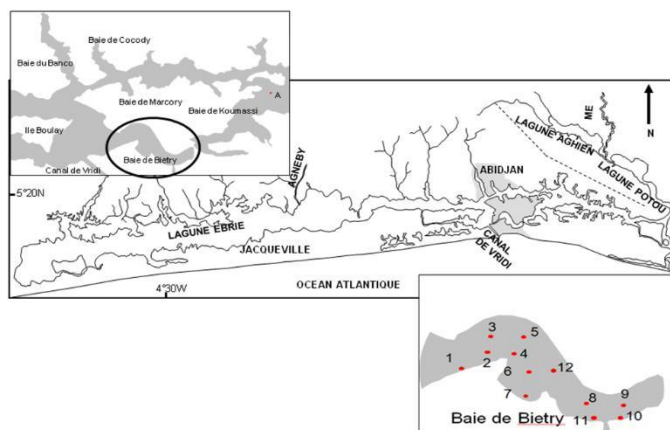 Baie de Cocody
Baie du Banco
A
Baie de Marcory
Baie de Koumassi
Ile Boulay
Baie de Bietry
Canal de Vridi
ME
N
LAGUNE AGHIEN
LAGUNE POTOU
AGNEBY
ABIDJAN
5°20
LAGUNE EBRIE
JACQUEVILLE
CANAL
DE VRIDI
OCEAN ATLANTIQUE
4°30W
3
5
1
2
4
6
12
7
8
9
Baie de Bietry
11
10